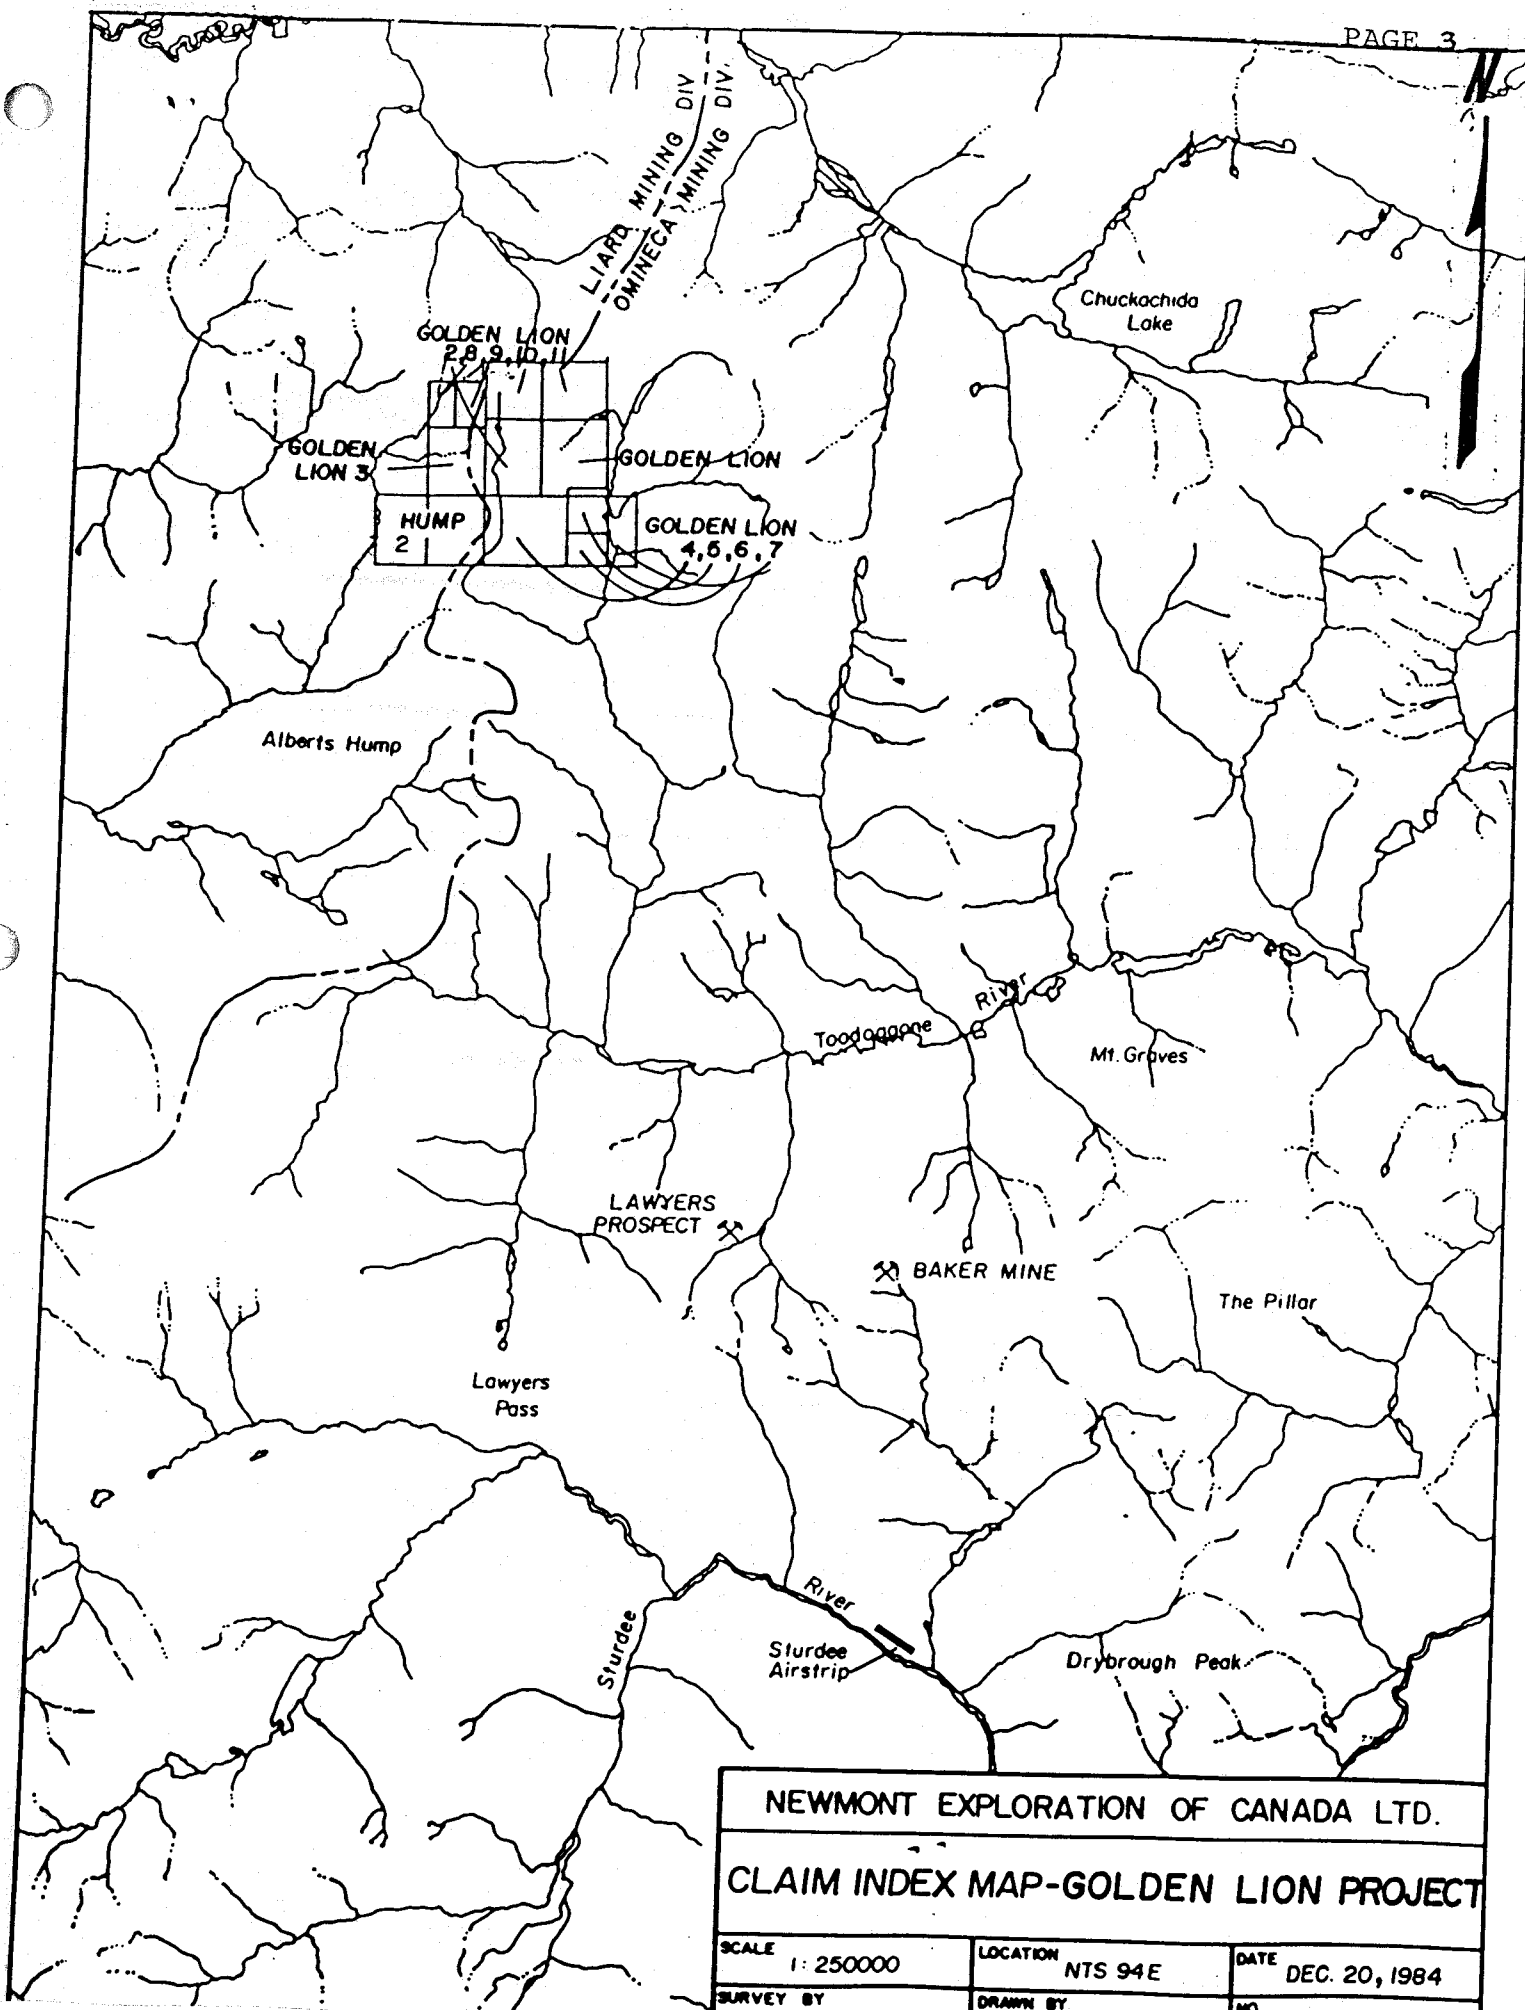 PAGE 3
N
LIARD MINING DIV
OMINECA MINING DIV.
Chuckachida
Lake
GOLDEN LION
2,8,9,10,11
GOLDEN
LION 3
GOLDEN LION
HUMP
2
GOLDEN LION
4,5,6,7
Alberts Hump
Toodoggone River
Mt. Graves
LAWYERS
PROSPECT
BAKER MINE
The Pillar
Lawyers
Pass
Sturdee River
Sturdee
Airstrip
Drybrough Peak
NEWMONT EXPLORATION OF CANADA LTD.
CLAIM INDEX MAP-GOLDEN LION PROJECT
SCALE 1:250000
LOCATION NTS 94E
DATE DEC. 20, 1984
SURVEY BY
DRAWN BY
NO.